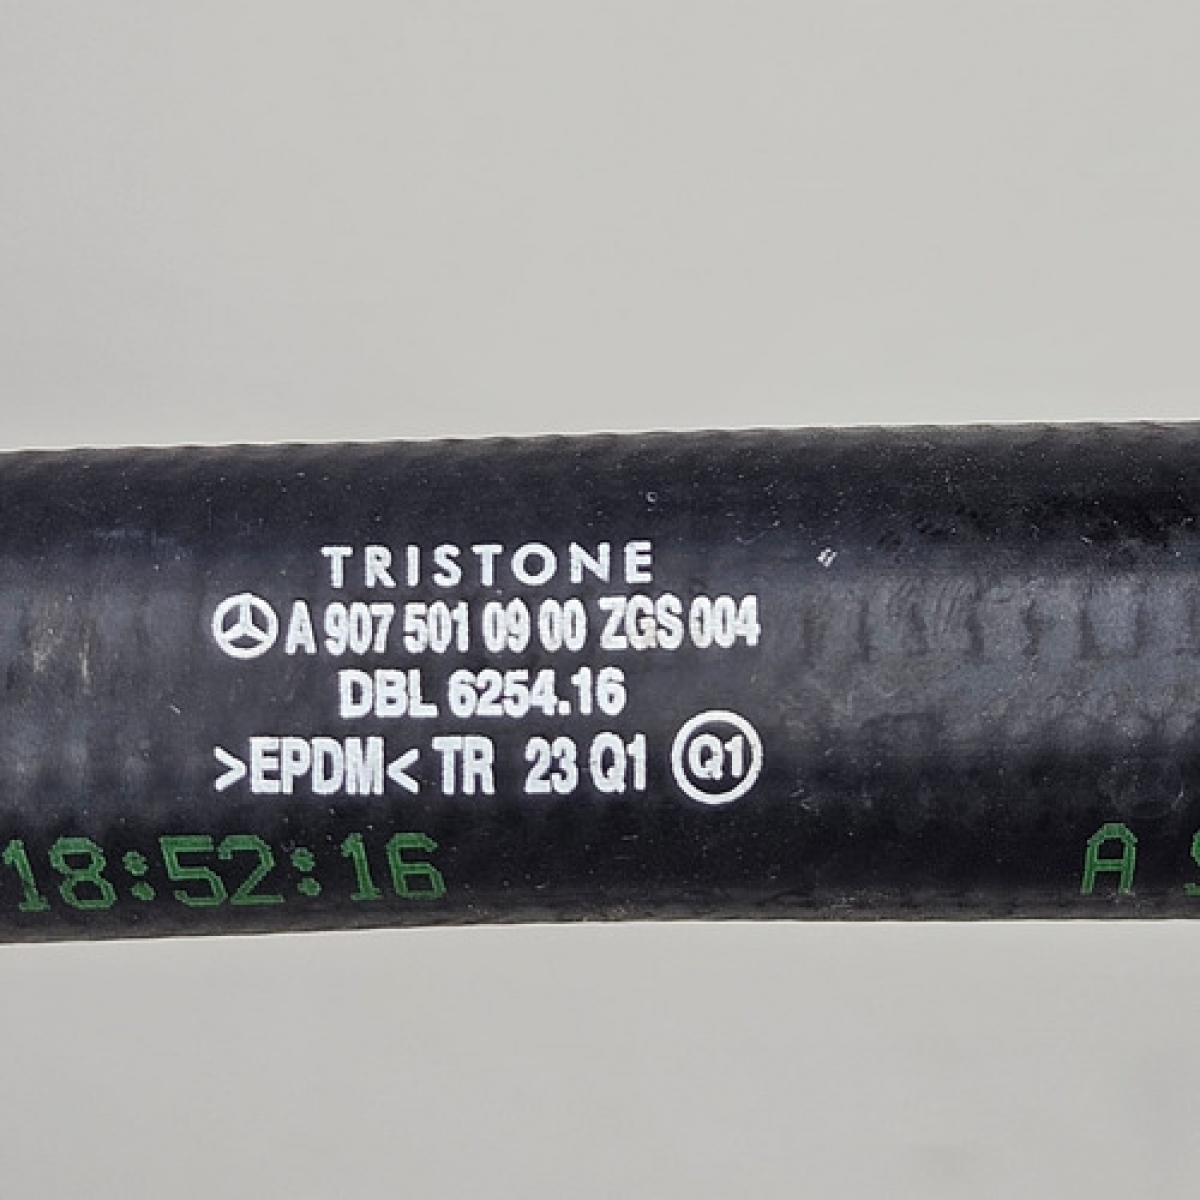 TRISTONE
A 907 501 09 00 ZGS 004
DBL 6254.16
>EPDM< TR 23 Q1 Q1
18:52:16
A